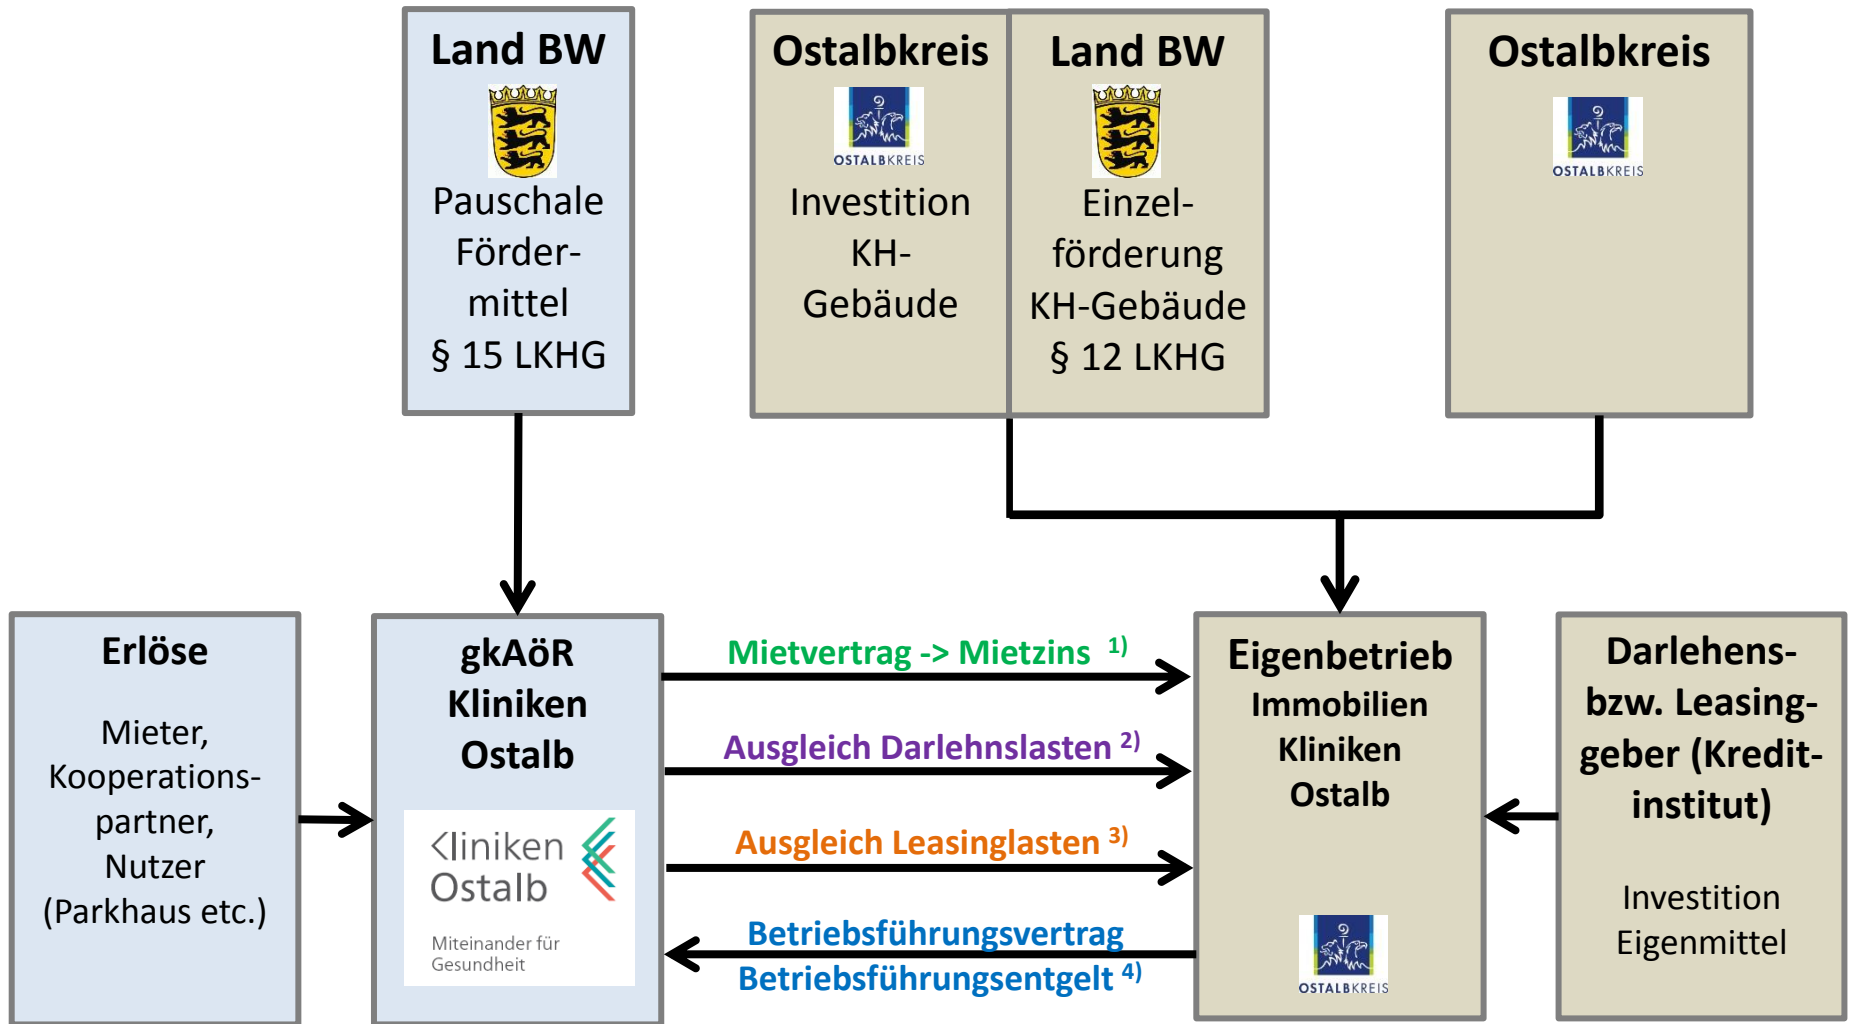 Land BW
Pauschale
Förder-
mittel
§ 15 LKHG
Ostalbkreis
OSTALBKREIS
Investition
KH-
Gebäude
Land BW
Einzel-
förderung
KH-Gebäude
§ 12 LKHG
Ostalbkreis
OSTALBKREIS
Erlöse
Mieter,
Kooperations-
partner,
Nutzer
(Parkhaus etc.)
gkAöR
Kliniken
Ostalb
Kliniken
Ostalb
Miteinander für
Gesundheit
Mietvertrag -> Mietzins 1)
Ausgleich Darlehnslasten 2)
Ausgleich Leasinglasten 3)
Betriebsführungsvertrag
Betriebsführungsentgelt 4)
Eigenbetrieb
Immobilien
Kliniken
Ostalb
OSTALBKREIS
Darlehens-
bzw. Leasing-
geber (Kredit-
institut)
Investition
Eigenmittel